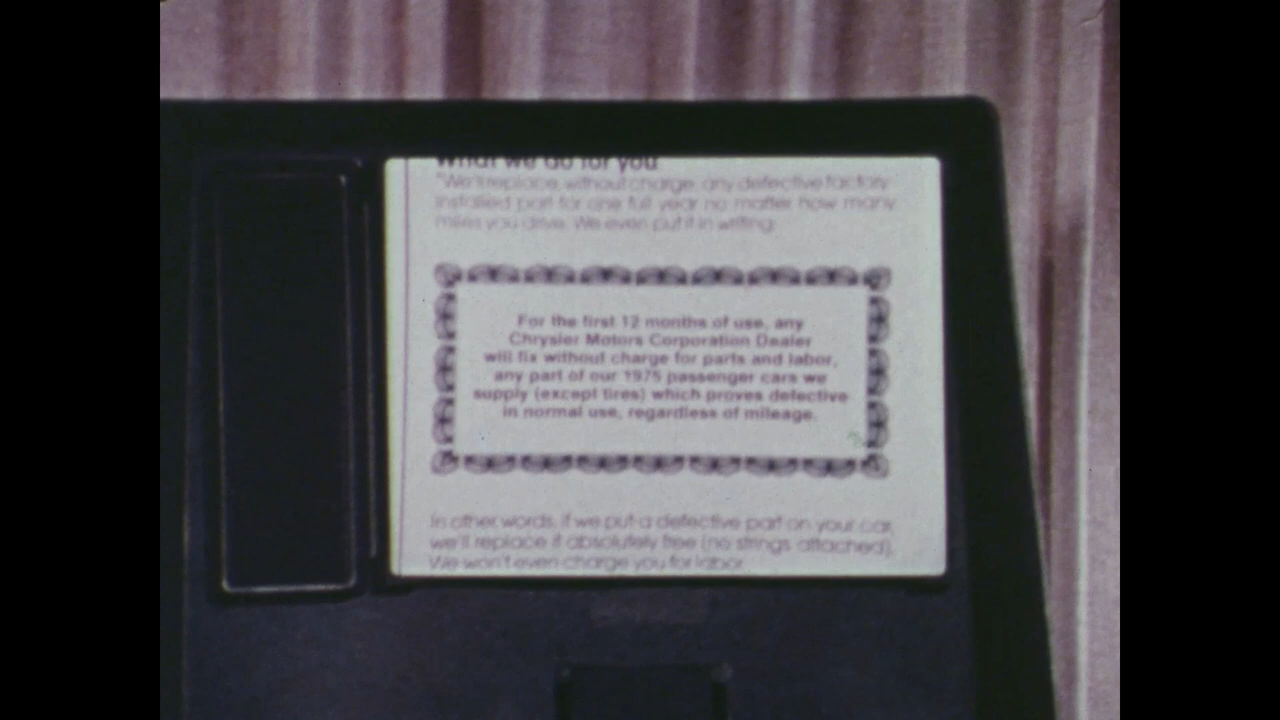 What we do for you
"We'll replace, without charge, any defective factory
installed part for one full year no matter how many
miles you drive. We even put it in writing:
For the first 12 months of use, any
Chrysler Motors Corporation Dealer
will fix without charge for parts and labor,
any part of our 1975 passenger cars we
supply (except tires) which proves defective
in normal use, regardless of mileage.
In other words, if we put a defective part on your car,
we'll replace it absolutely free (no strings attached).
We won't even charge you for labor.